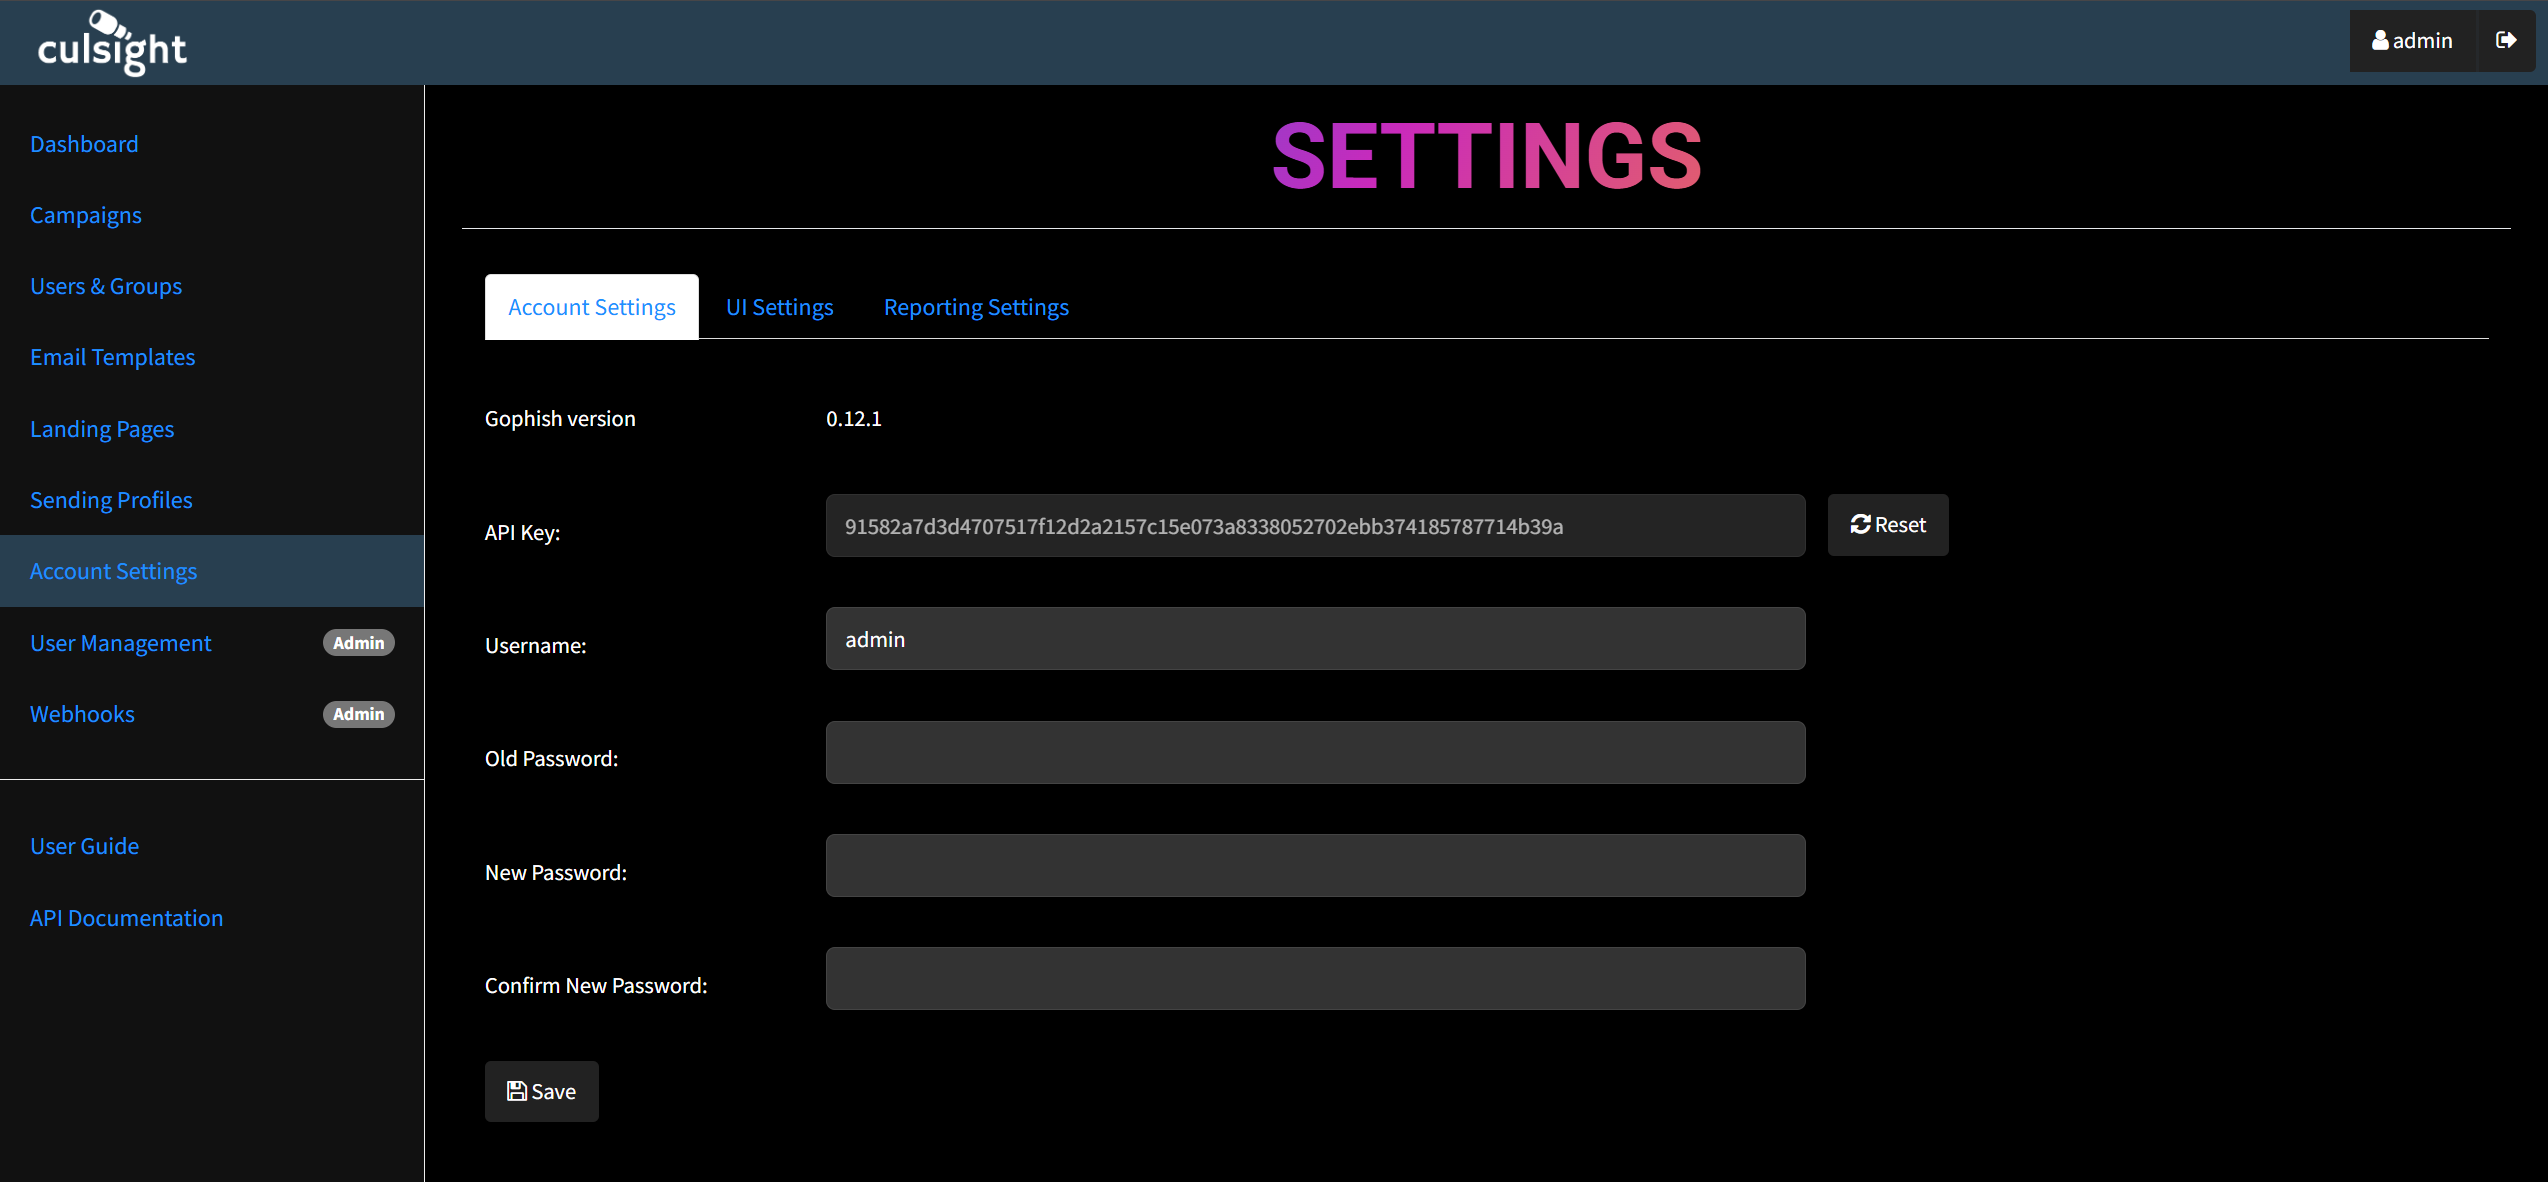 culsight
admin
Dashboard
Campaigns
Users & Groups
Email Templates
Landing Pages
Sending Profiles
Account Settings
User Management Admin
Webhooks Admin
User Guide
API Documentation
SETTINGS
Account Settings UI Settings Reporting Settings
Gophish version 0.12.1
API Key: 91582a7d3d4707517f12d2a2157c15e073a8338052702ebb374185787714b39a Reset
Username: admin
Old Password:
New Password:
Confirm New Password:
Save